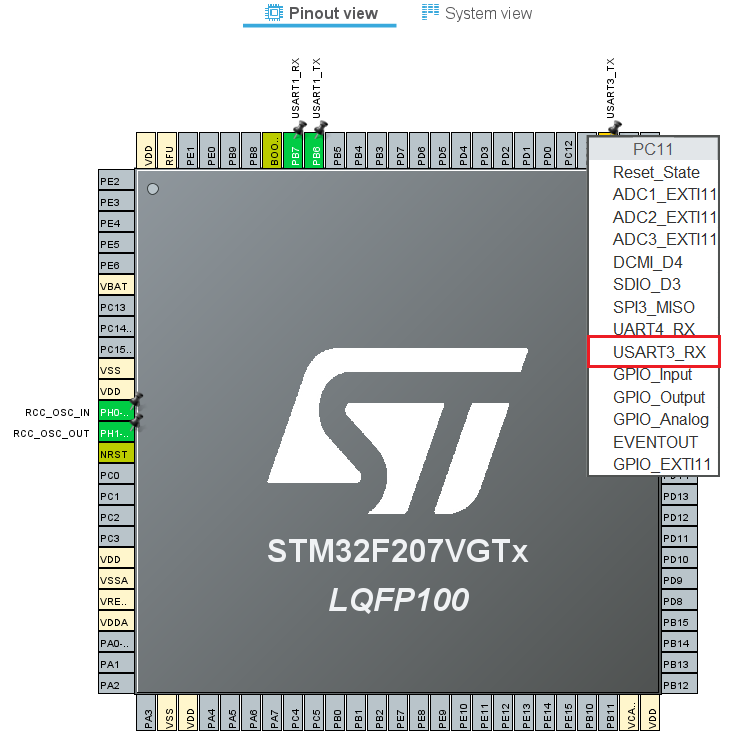 Pinout view
System view
USART1_RX
USART1_TX
USART3_TX
VDD
RFU
PE1
PE0
PB9
PB8
BOO..
PB7
PB6
PB5
PB4
PB3
PD7
PD6
PD5
PD4
PD3
PD2
PD1
PD0
PC12
PC11
Reset_State
ADC1_EXTI11
ADC2_EXTI11
ADC3_EXTI11
DCMI_D4
SDIO_D3
SPI3_MISO
UART4_RX
USART3_RX
GPIO_Input
GPIO_Output
GPIO_Analog
EVENTOUT
GPIO_EXTI11
PE2
PE3
PE4
PE5
PE6
VBAT
PC13
PC14..
PC15..
VSS
VDD
RCC_OSC_IN PH0-..
RCC_OSC_OUT PH1-..
NRST
PC0
PC1
PC2
PC3
VDD
VSSA
VRE..
VDDA
PA0-..
PA1
PA2
STM32F207VGTx
LQFP100
PD13
PD12
PD11
PD10
PD9
PD8
PB15
PB14
PB13
PB12
PA3
VSS
VDD
PA4
PA5
PA6
PA7
PC4
PC5
PB0
PB1
PB2
PE7
PE8
PE9
PE10
PE11
PE12
PE13
PE14
PE15
PB10
PB11
VCA..
VDD